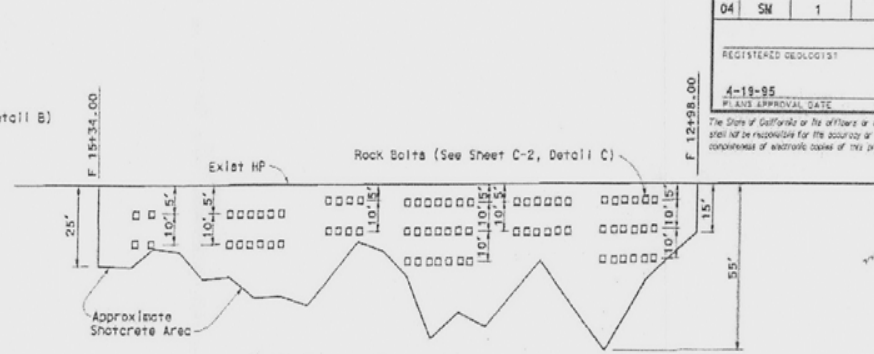 04 SM 1
REGISTERED GEOLOGIST
4-19-95
PLANS APPROVAL DATE
The State of California or its officers or
shall not be responsible for the accuracy or
completeness of electronic copies of this
etail B)
F 15+34.00
F 12+98.00
Exist HP
Rock Bolts (See Sheet C-2, Detail C)
25'
10' 5'
10' 5'
10' 5'
10' 10' 5'
10' 5'
10' 10' 5'
15'
55'
Approximate
Shotcrete Area